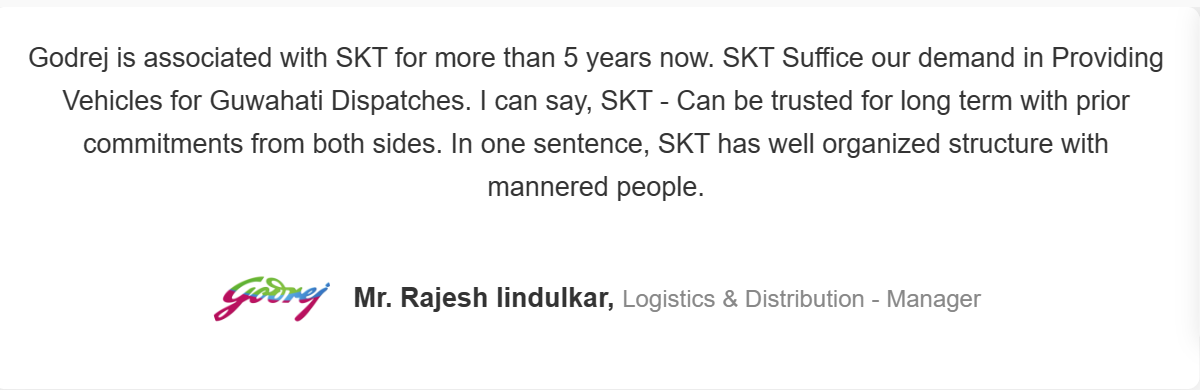 Godrej is associated with SKT for more than 5 years now. SKT Suffice our demand in Providing
Vehicles for Guwahati Dispatches. I can say, SKT - Can be trusted for long term with prior
commitments from both sides. In one sentence, SKT has well organized structure with
mannered people.
Godrej Mr. Rajesh lindulkar, Logistics & Distribution - Manager